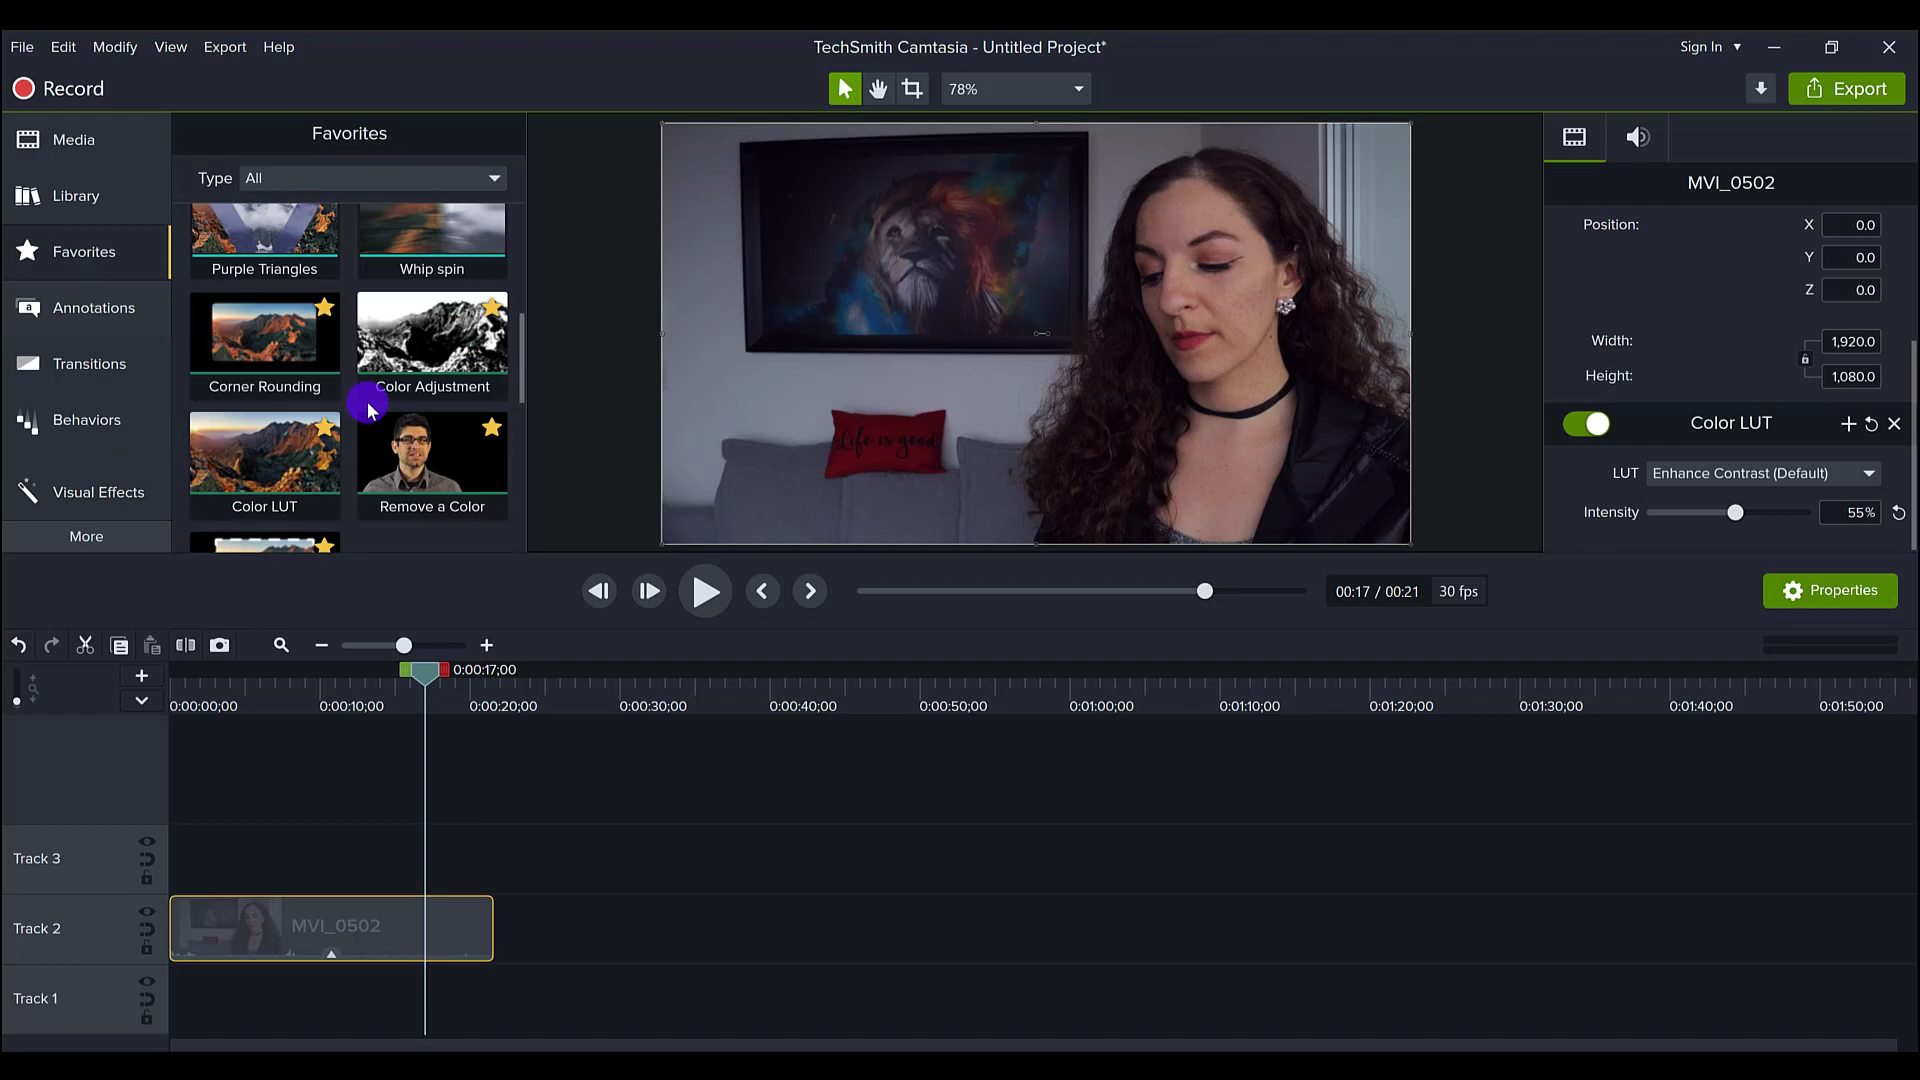 File Edit Modify View Export Help
TechSmith Camtasia - Untitled Project*
Sign In
Record
78%
Export
Media
Library
Favorites
Annotations
Transitions
Behaviors
Visual Effects
More
Favorites
Type All
Purple Triangles
Whip spin
Corner Rounding
Color Adjustment
Color LUT
Remove a Color
Life is good
MVI_0502
Position: X 0.0
Y 0.0
Z 0.0
Width: 1,920.0
Height: 1,080.0
Color LUT
LUT Enhance Contrast (Default)
Intensity 55%
00:17 / 00:21 30 fps
Properties
0:00:17;00
0:00:00;00 0:00:10;00 0:00:20;00 0:00:30;00 0:00:40;00 0:00:50;00 0:01:00;00 0:01:10;00 0:01:20;00 0:01:30;00 0:01:40;00 0:01:50;00
Track 3
Track 2
MVI_0502
Track 1